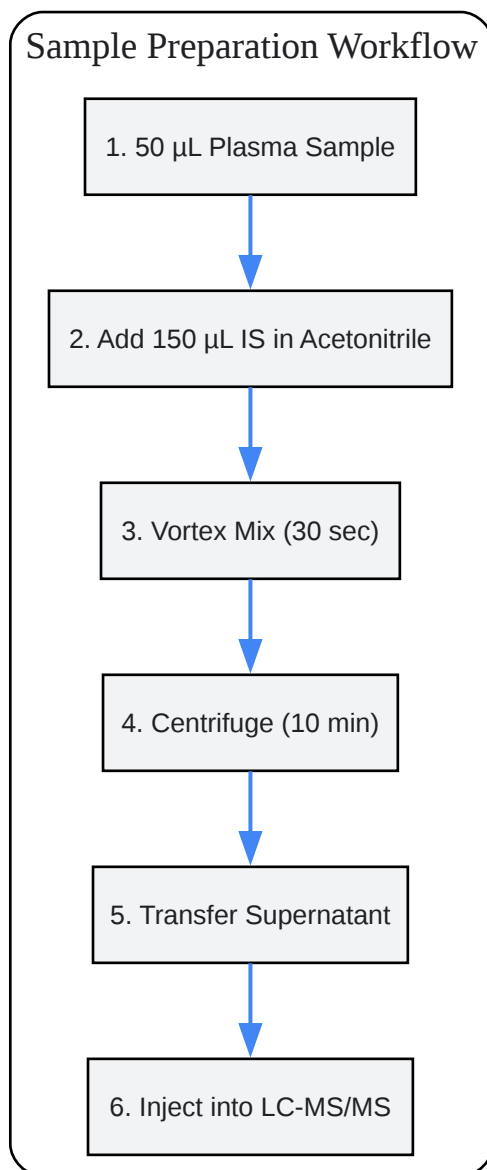 Sample Preparation Workflow
1. 50 µL Plasma Sample
2. Add 150 µL IS in Acetonitrile
3. Vortex Mix (30 sec)
4. Centrifuge (10 min)
5. Transfer Supernatant
6. Inject into LC-MS/MS